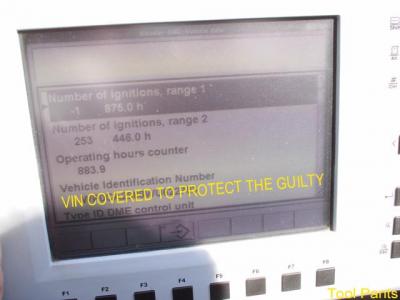 Number of ignitions, range 1
-1 875.0 h
Number of ignitions, range 2
253 446.0 h
Operating hours counter
883.9
Vehicle Identification Number
VIN COVERED TO PROTECT THE GUILTY
Type ID DME control unit
F1 F2 F3 F4 F5 F6 F7 F8
Tool Pants